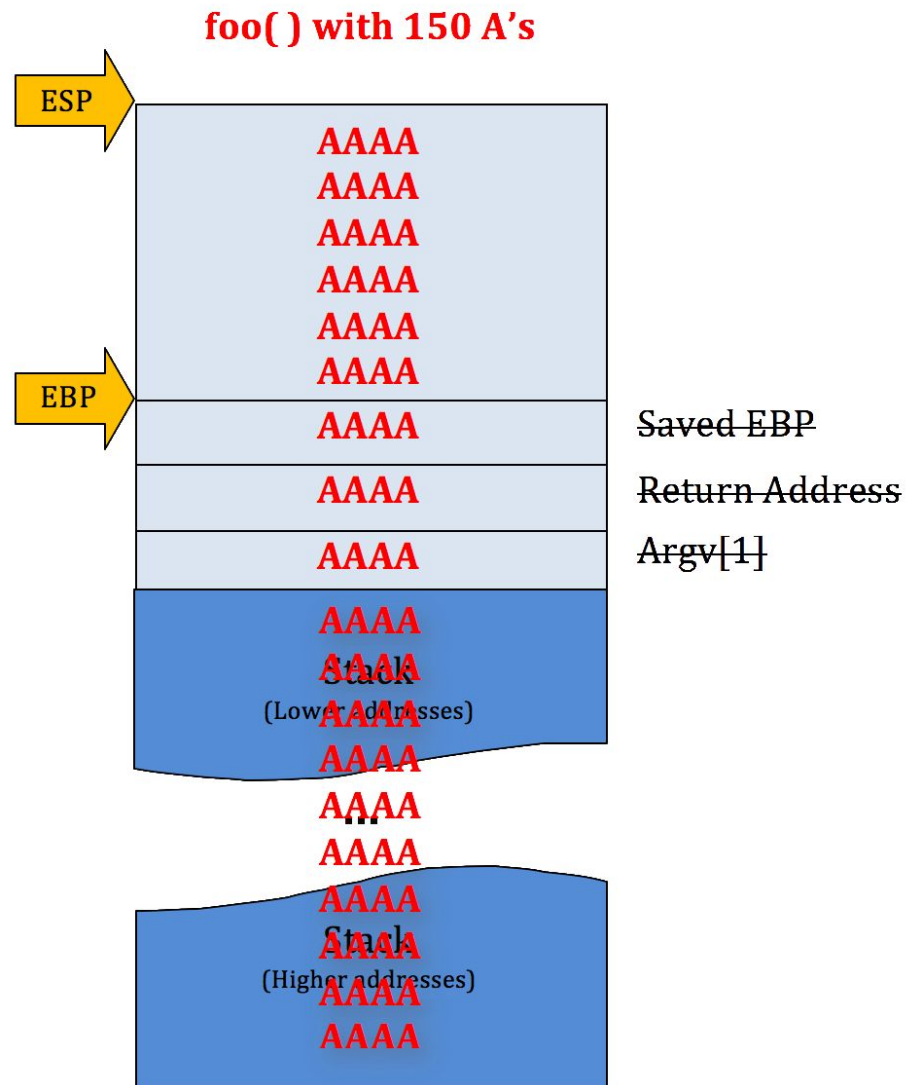 foo( ) with 150 A's
ESP
AAAA
AAAA
AAAA
AAAA
AAAA
AAAA
EBP
AAAA
Saved EBP
AAAA
Return Address
AAAA
Argv[1]
AAAA
AAAA
Stack
(Lower addresses)
AAAA
AAAA
AAAA
...
AAAA
AAAA
AAAA
Stack
(Higher addresses)
AAAA
AAAA